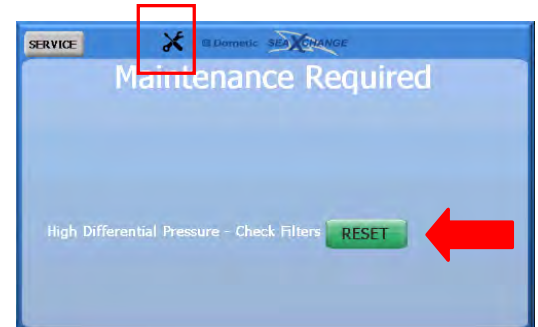 SERVICE
Dometic SEAXCHANGE
Maintenance Required
High Differential Pressure - Check Filters RESET